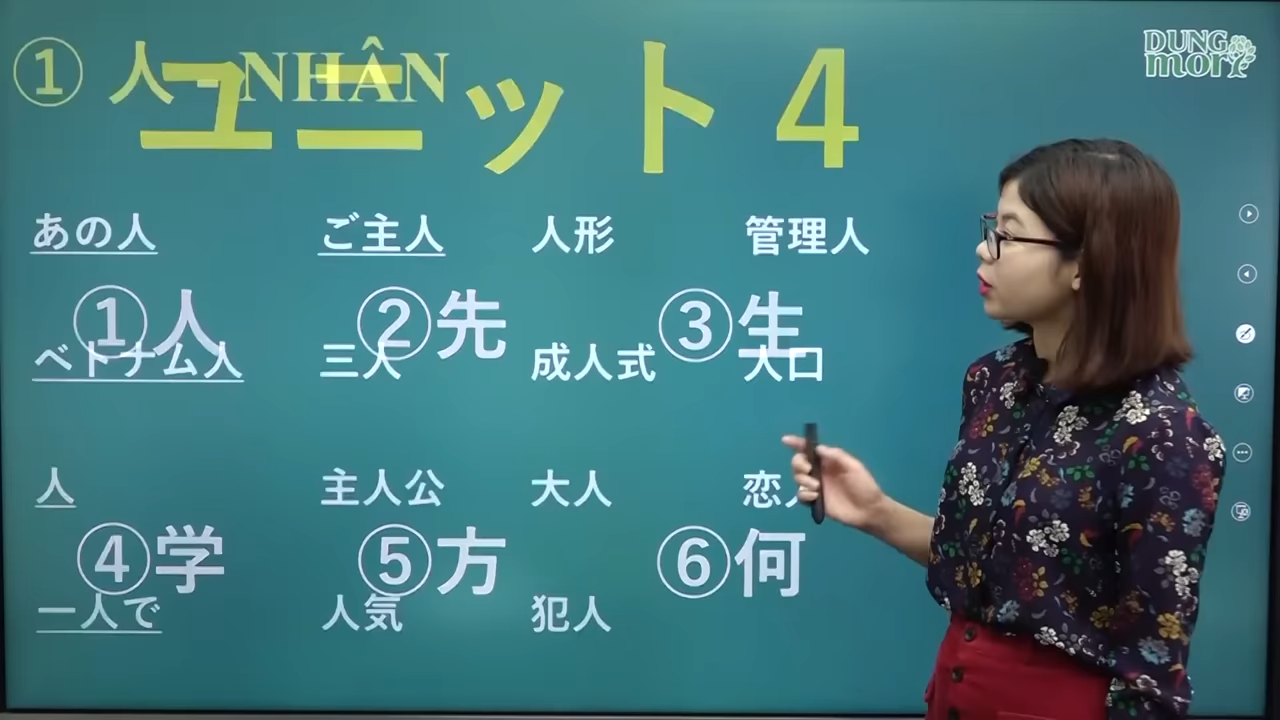 ① 人 - NHÂN
ユニット4
DUNG
mori
あの人 ご主人 人形 管理人
①人 ②先 ③生
ベトナム人 三人 成人式 人口
人 主人公 大人 恋人
④学 ⑤方 ⑥何
一人で 人気 犯人